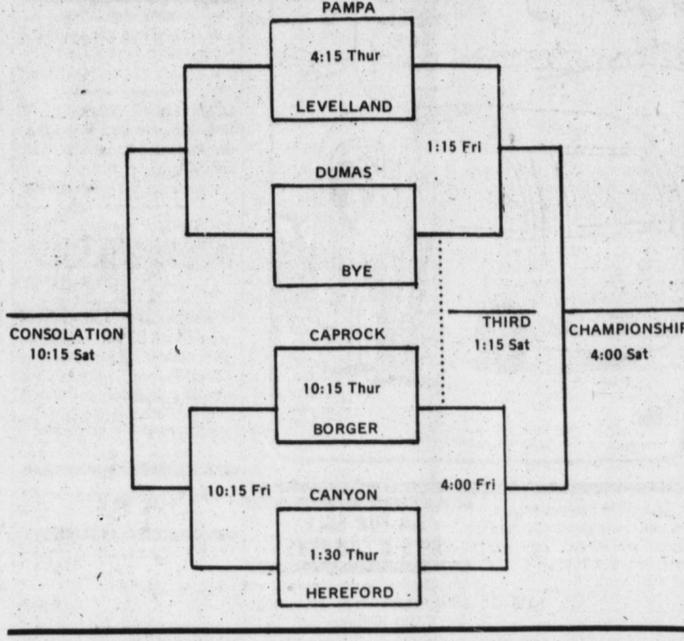 PAMPA
4:15 Thur
LEVELLAND
1:15 Fri
DUMAS
BYE
CONSOLATION
10:15 Sat
THIRD
1:15 Sat
CHAMPIONSHIP
4:00 Sat
CAPROCK
10:15 Thur
BORGER
10:15 Fri
4:00 Fri
CANYON
1:30 Thur
HEREFORD